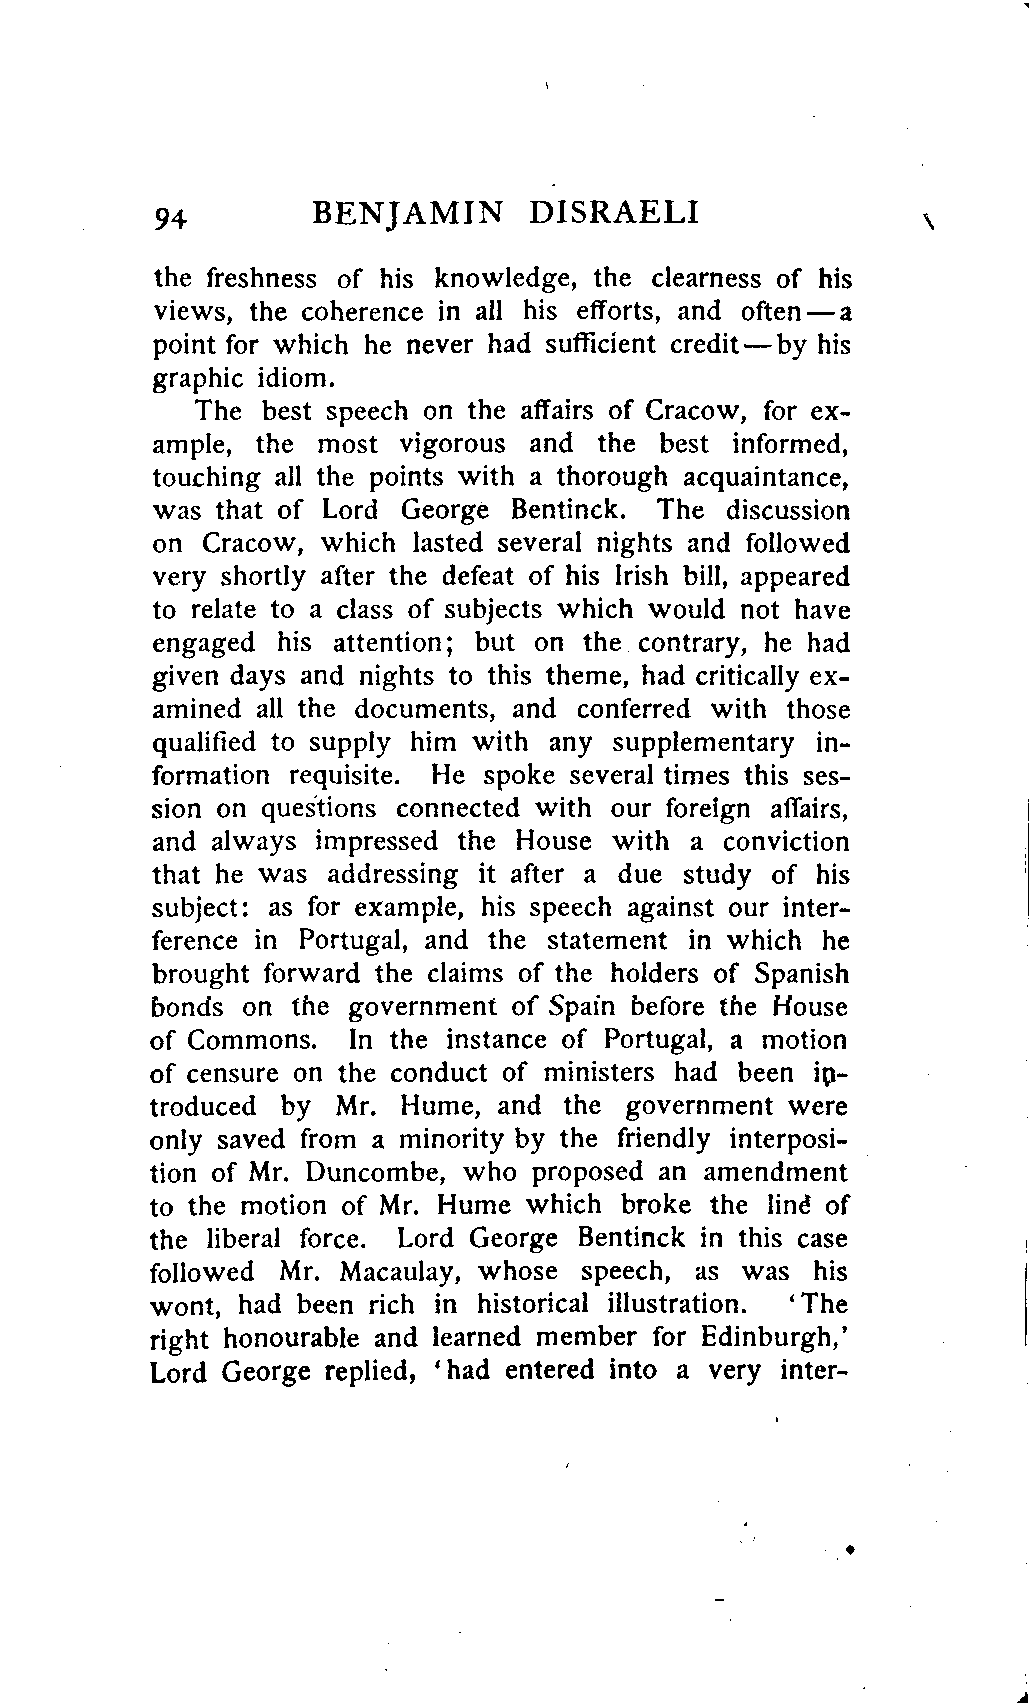 94 BENJAMIN DISRAELI
the freshness of his knowledge, the clearness of his
views, the coherence in all his efforts, and often—a
point for which he never had sufficient credit—by his
graphic idiom.
The best speech on the affairs of Cracow, for ex-
ample, the most vigorous and the best informed,
touching all the points with a thorough acquaintance,
was that of Lord George Bentinck. The discussion
on Cracow, which lasted several nights and followed
very shortly after the defeat of his Irish bill, appeared
to relate to a class of subjects which would not have
engaged his attention; but on the contrary, he had
given days and nights to this theme, had critically ex-
amined all the documents, and conferred with those
qualified to supply him with any supplementary in-
formation requisite. He spoke several times this ses-
sion on questions connected with our foreign affairs,
and always impressed the House with a conviction
that he was addressing it after a due study of his
subject: as for example, his speech against our inter-
ference in Portugal, and the statement in which he
brought forward the claims of the holders of Spanish
bonds on the government of Spain before the House
of Commons. In the instance of Portugal, a motion
of censure on the conduct of ministers had been in-
troduced by Mr. Hume, and the government were
only saved from a minority by the friendly interposi-
tion of Mr. Duncombe, who proposed an amendment
to the motion of Mr. Hume which broke the line of
the liberal force. Lord George Bentinck in this case
followed Mr. Macaulay, whose speech, as was his
wont, had been rich in historical illustration. ‘The
right honourable and learned member for Edinburgh,’
Lord George replied, ‘had entered into a very inter-